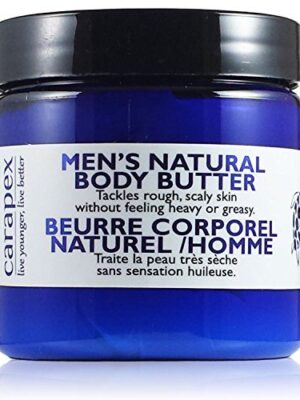 carapex
live younger, live better
MEN'S NATURAL
BODY BUTTER
Tackles rough, scaly skin
without feeling heavy or greasy.
BEURRE CORPOREL
NATUREL /HOMME
Traite la peau très sèche
sans sensation huileuse.